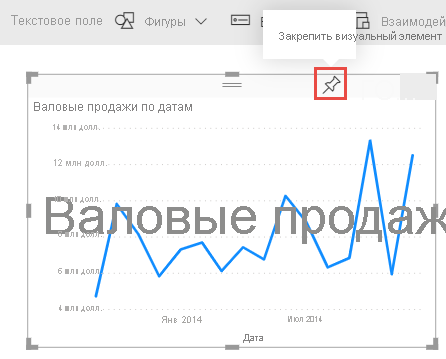 Текстовое поле
Фигуры
В
Взаимодей
Закрепить визуальный элемент
Валовые продажи по датам
14 млн долл.
12 млн долл.
Валовые продаж
6 млн долл.
4 млн долл.
Янв 2014
Июл 2014
Дата